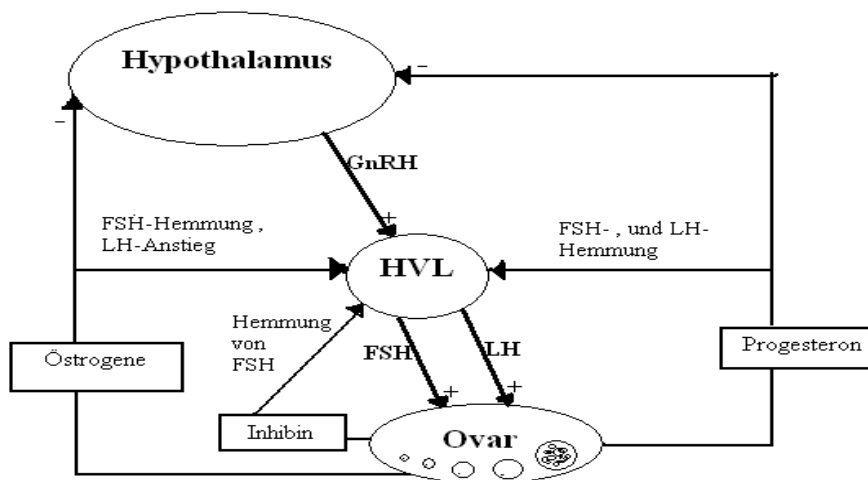 Hypothalamus
-
-
GnRH
+
FSH-Hemmung ,
LH-Anstieg
FSH- , und LH-
Hemmung
HVL
Hemmung
von
FSH
FSH
LH
Östrogene
Progesteron
+
+
Inhibin
Ovar